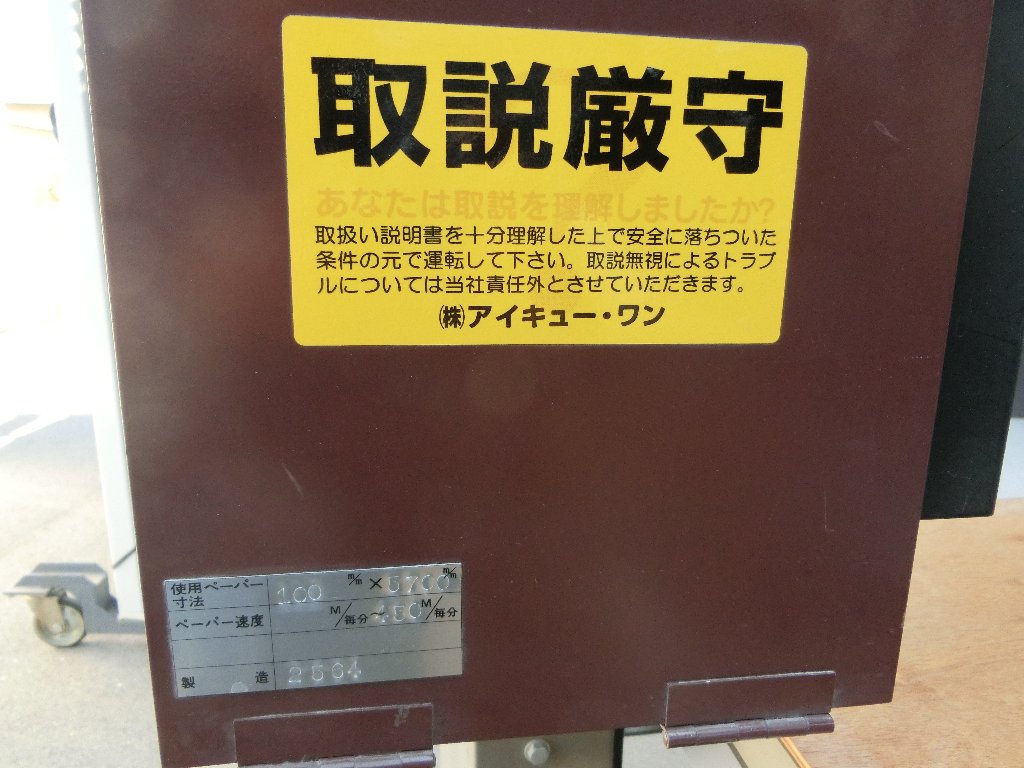 取説厳守
あなたは取説を理解しましたか?
取扱い説明書を十分理解した上で安全に落ちついた
条件の元で運転して下さい。取説無視によるトラブ
ルについては当社責任外とさせていただきます。
㈱アイキュー・ワン
使用ペーパー寸法 100 m/m × 5700 m/m
ペーパー速度 M/毎分～450 M/毎分
製造 2564